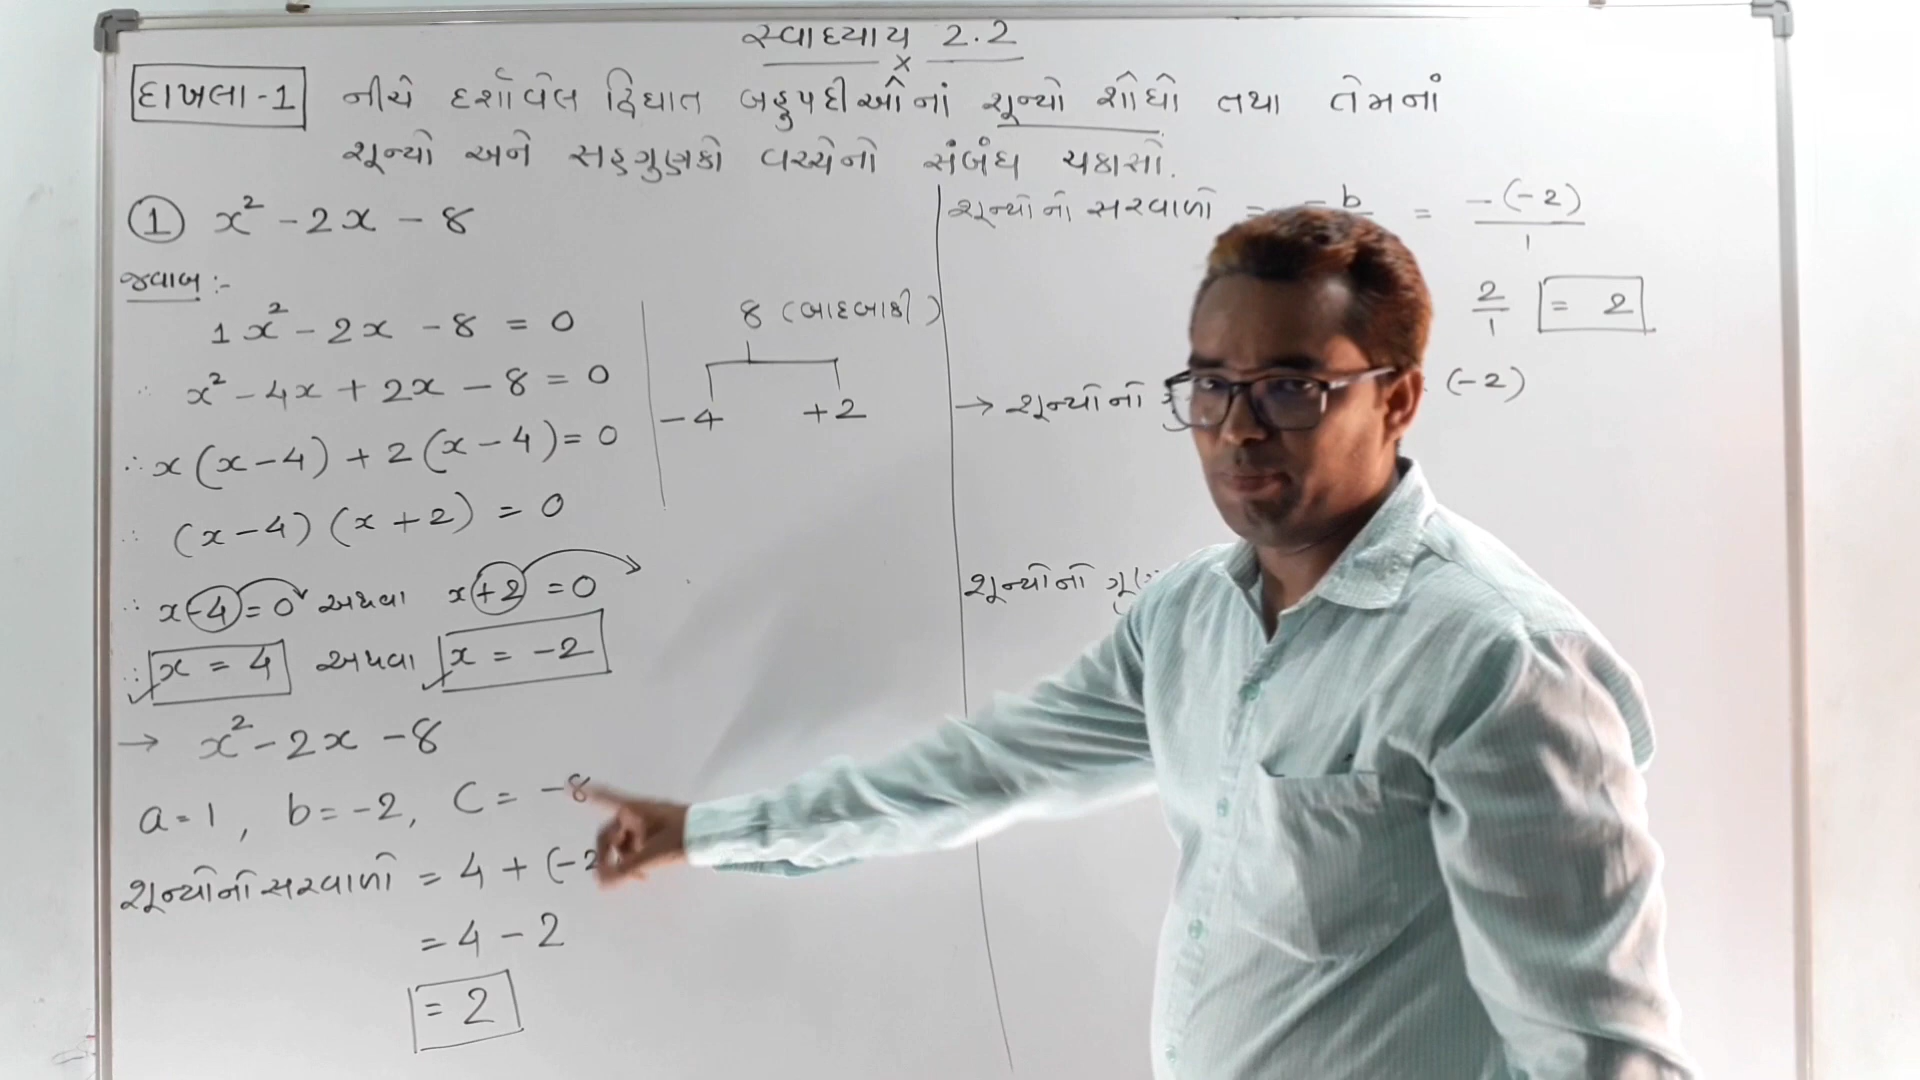 સ્વાધ્યાય 2.2
x
દાખલા-1 નીચે દર્શાવેલ દ્વિઘાત બહુપદીઓનાં શૂન્યો શોધો તથા તેમનાં
શૂન્યો અને સહગુણકો વચ્ચેનો સંબંધ ચકાસો.
① x² - 2x - 8
જવાબ :-
1x² - 2x - 8 = 0
∴ x² - 4x + 2x - 8 = 0
∴ x(x-4) + 2(x-4) = 0
∴ (x-4)(x+2) = 0
∴ x-4=0 અથવા x+2=0
∴ x = 4 અથવા x = -2
→ x² - 2x - 8
a=1, b=-2, C= -8
શૂન્યોનો સરવાળો = 4 + (-2
= 4 - 2
= 2
8 (બાદબાકી)
-4 +2
શૂન્યોનો સરવાળો = -b = -(-2)/1
2/1 = 2
→ શૂન્યોનો (-2)
શૂન્યોનો